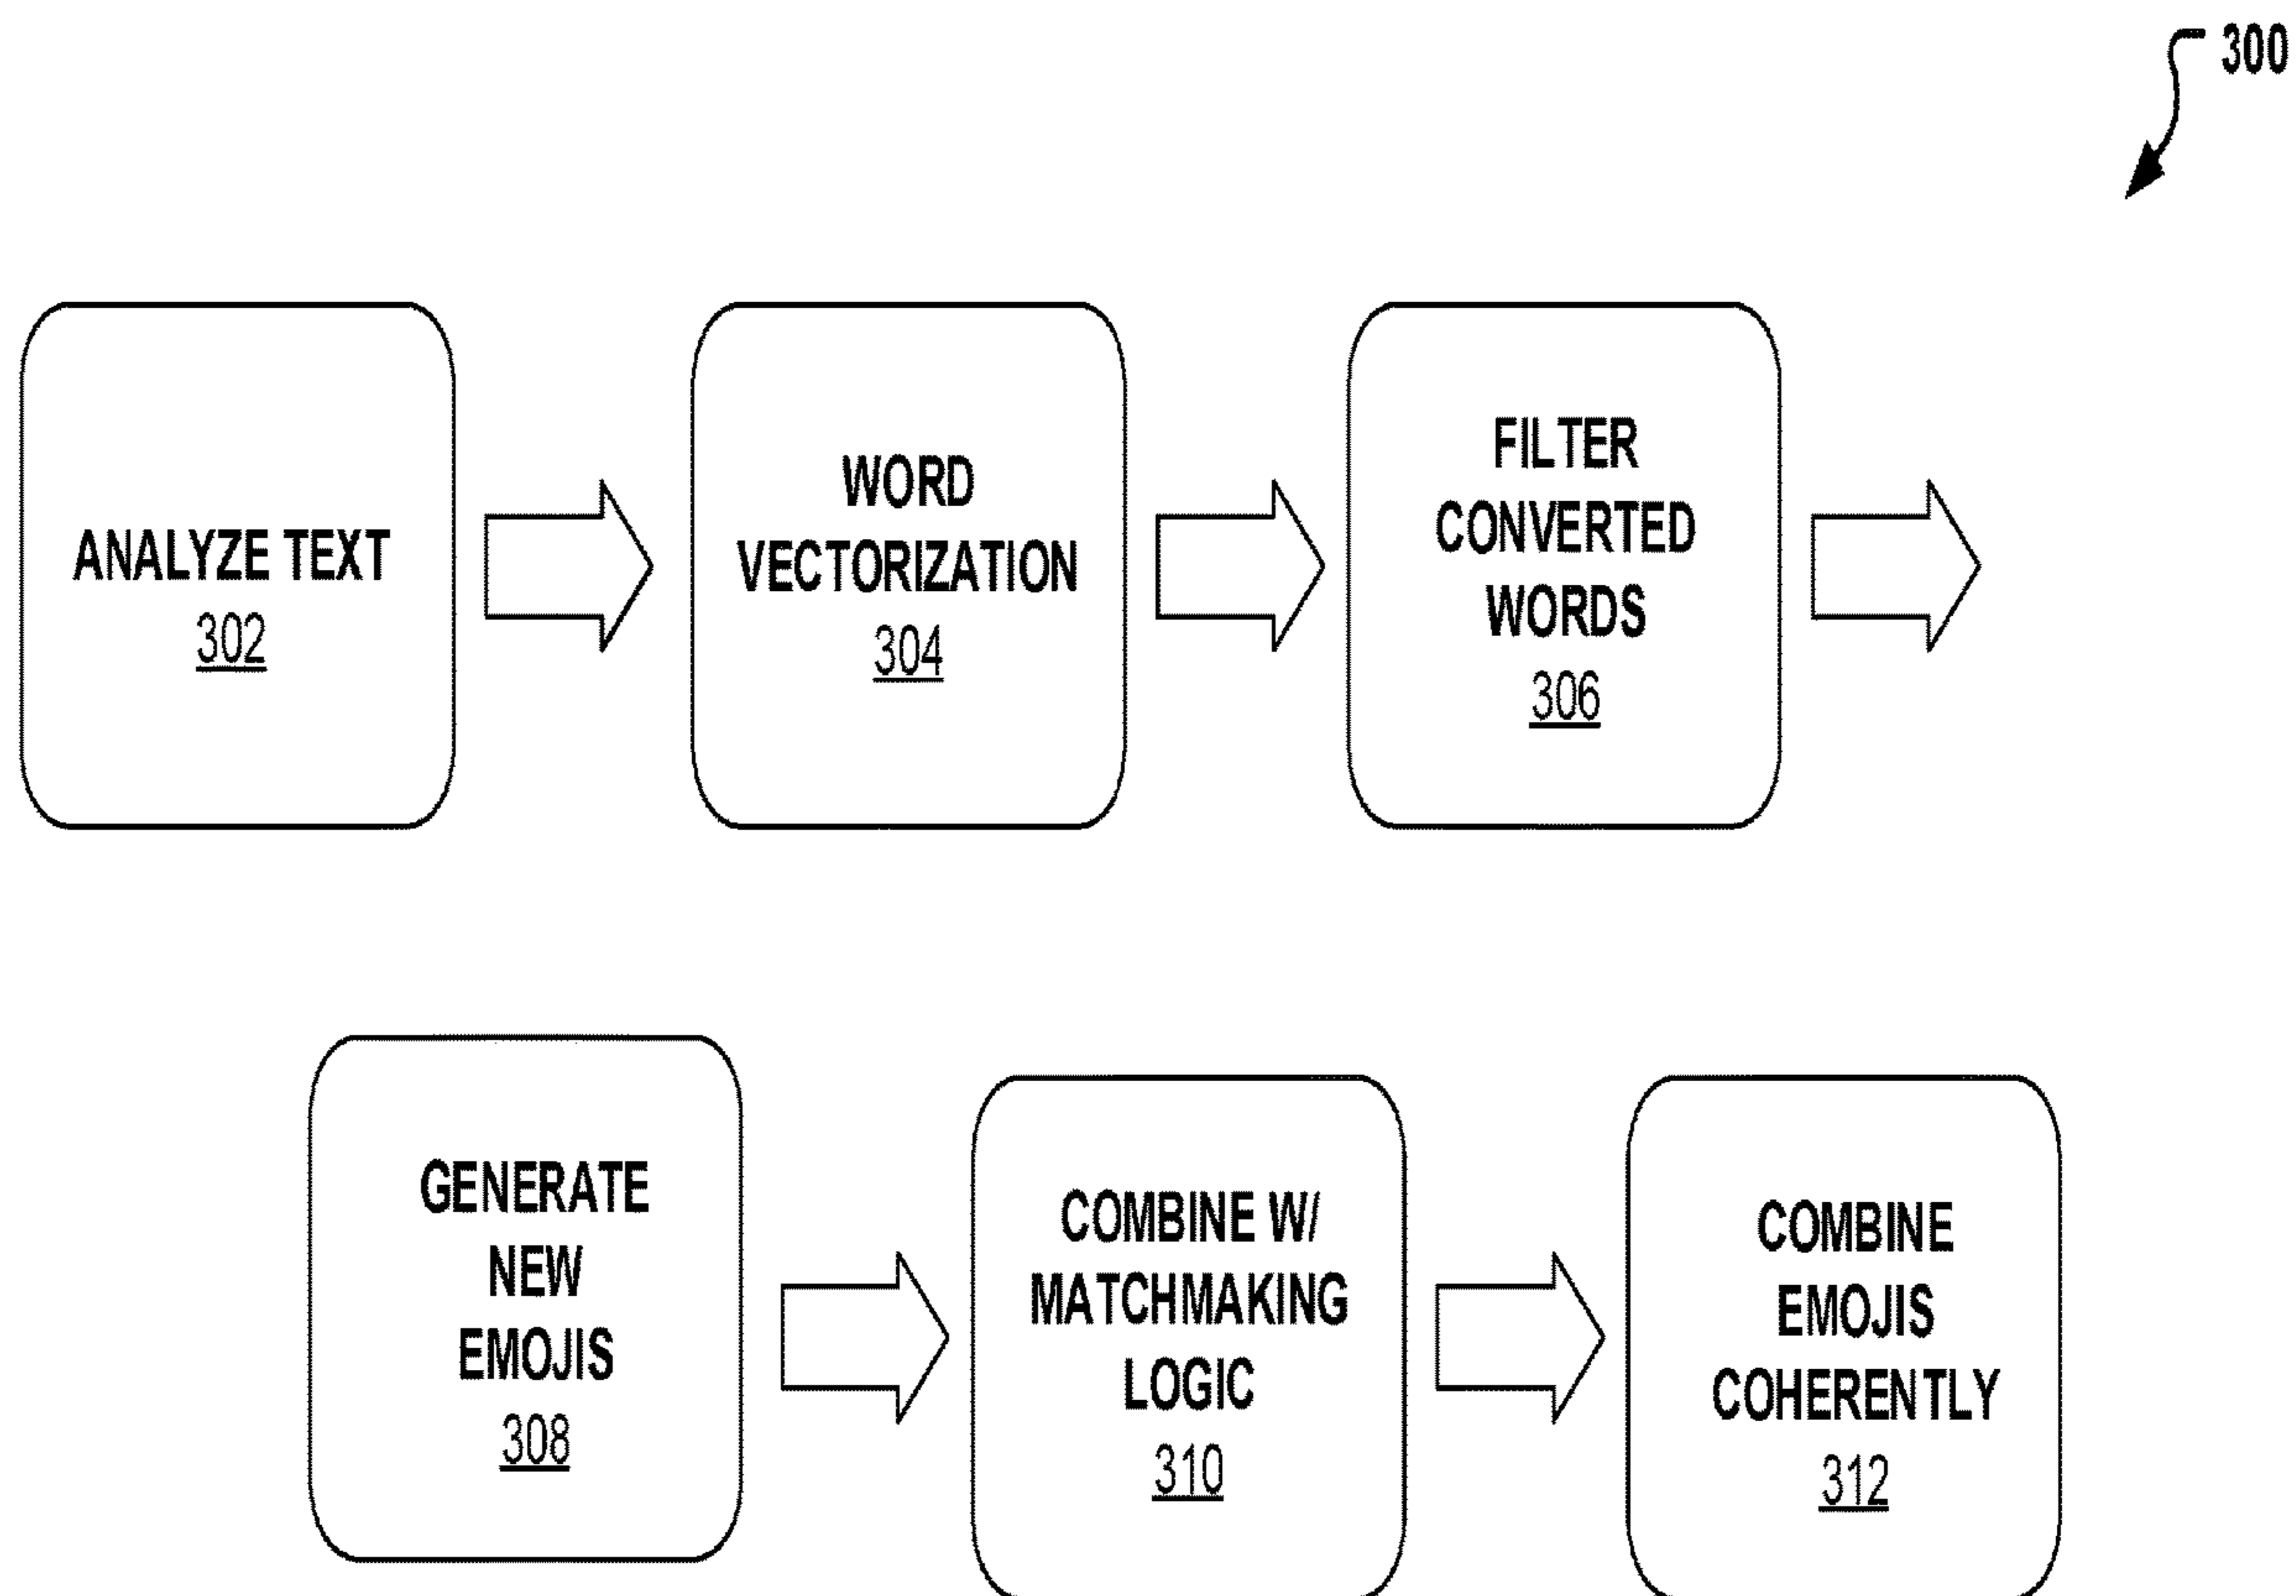 300
ANALYZE TEXT
302
WORD
VECTORIZATION
304
FILTER
CONVERTED
WORDS
306
GENERATE
NEW
EMOJIS
308
COMBINE W/
MATCHMAKING
LOGIC
310
COMBINE
EMOJIS
COHERENTLY
312